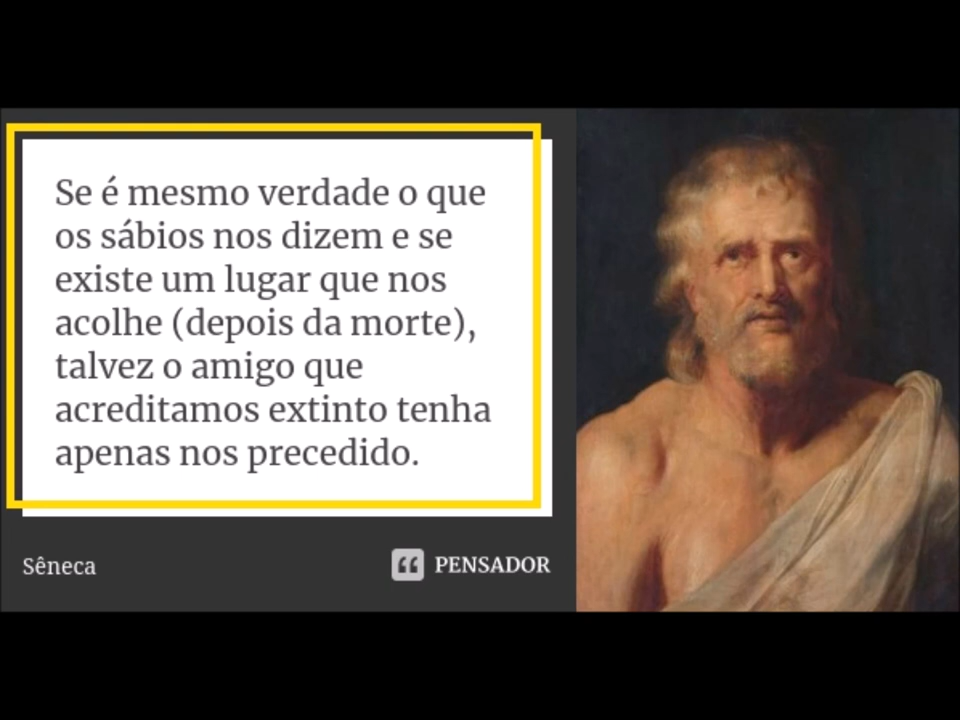 Se é mesmo verdade o que
os sábios nos dizem e se
existe um lugar que nos
acolhe (depois da morte),
talvez o amigo que
acreditamos extinto tenha
apenas nos precedido.
Sêneca
PENSADOR